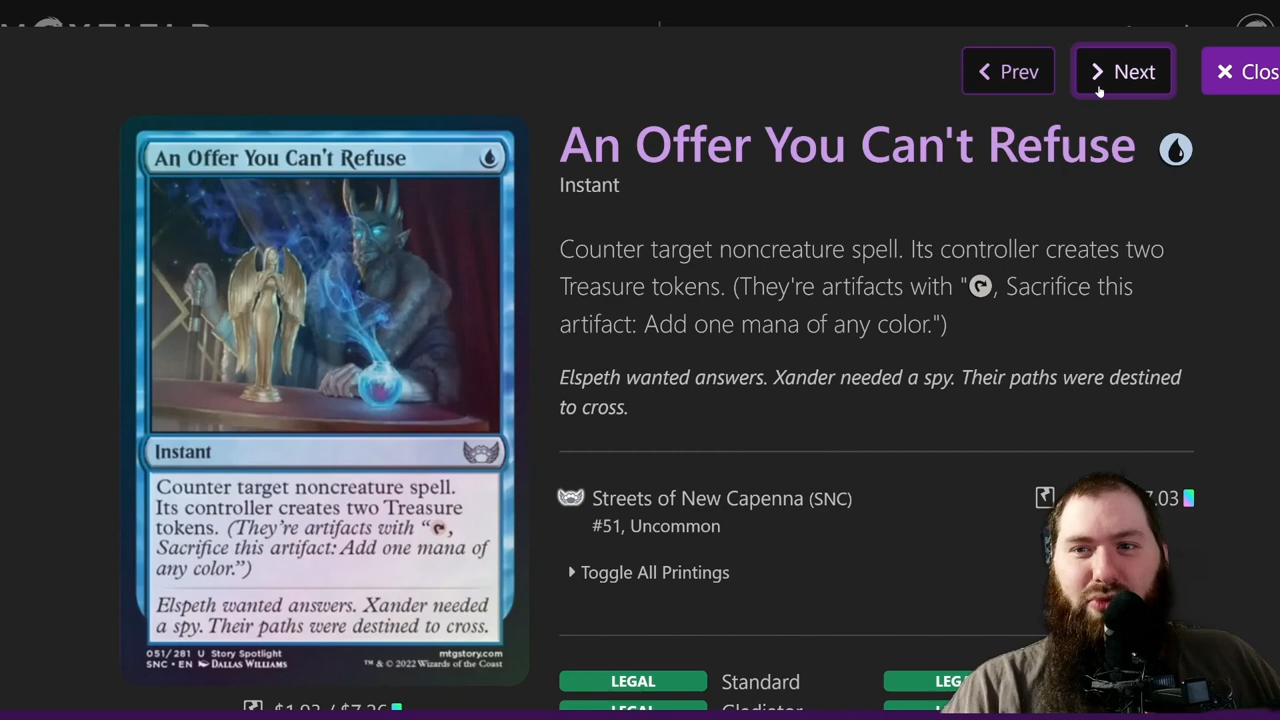 Prev
Next
Clos
An Offer You Can't Refuse
An Offer You Can't Refuse
Instant
Counter target noncreature spell. Its controller creates two
Treasure tokens. (They're artifacts with "
, Sacrifice this
artifact: Add one mana of any color.")
Elspeth wanted answers. Xander needed a spy. Their paths were destined
to cross.
Instant
Counter target noncreature spell.
Its controller creates two Treasure
tokens. (They're artifacts with “
,
Sacrifice this artifact: Add one mana of
any color.”)
Elspeth wanted answers. Xander needed
a spy. Their paths were destined to cross.
051/281 U Story Spotlight
SNC • EN DALLAS WILLIAMS
mtgstory.com
™ & © 2022 Wizards of the Coast
Streets of New Capenna (SNC)
7.03
#51, Uncommon
Toggle All Printings
LEGAL
Standard
LEG
LEGAL